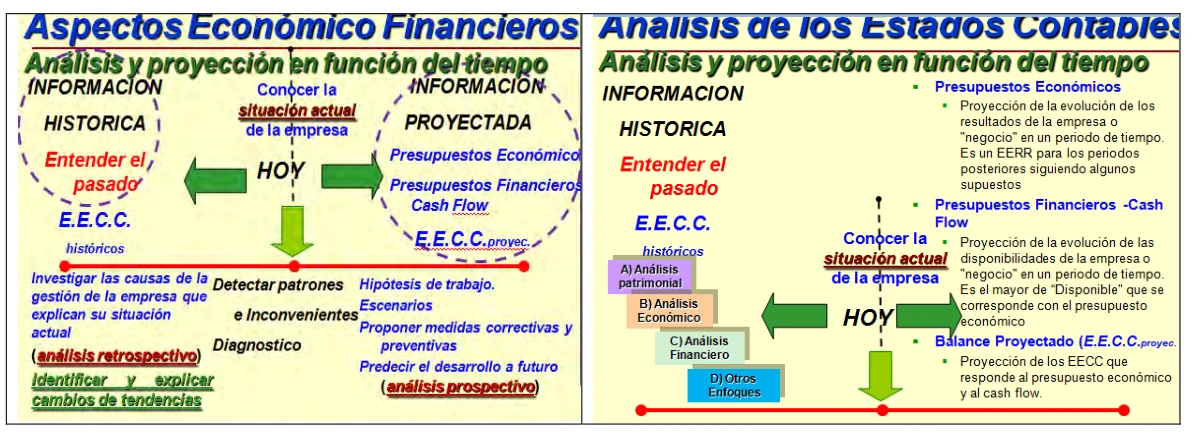 Aspectos Económico Financieros
Análisis y proyección en función del tiempo
INFORMACION
HISTORICA
Entender el
pasado
E.E.C.C.
históricos
Conocer la
situación actual
de la empresa
HOY
INFORMACIÓN
PROYECTADA
Presupuestos Económico
Presupuestos Financieros
Cash Flow
E.E.C.C.proyec.
Investigar las causas de la
gestión de la empresa que
explican su situación
actual
(análisis retrospectivo)
Identificar y explicar
cambios de tendencias
Detectar patrones
e Inconvenientes
Diagnostico
Hipótesis de trabajo.
Escenarios
Proponer medidas correctivas y
preventivas
Predecir el desarrollo a futuro
(análisis prospectivo)
Análisis de los Estados Contables
Análisis y proyección en función del tiempo
INFORMACION
HISTORICA
Entender el
pasado
E.E.C.C.
históricos
A) Análisis
patrimonial
B) Análisis
Económico
C) Análisis
Financiero
D) Otros
Enfoques
Conocer la
situación actual
de la empresa
HOY
▪ Presupuestos Económicos
▪ Proyección de la evolución de los
resultados de la empresa o
"negocio" en un periodo de tiempo.
Es un EERR para los periodos
posteriores siguiendo algunos
supuestos
▪ Presupuestos Financieros -Cash
Flow
▪ Proyección de la evolución de las
disponibilidades de la empresa o
"negocio" en un periodo de tiempo.
Es el mayor de "Disponible" que se
corresponde con el presupuesto
económico
▪ Balance Proyectado (E.E.C.C.proyec.
▪ Proyección de los EECC que
responde al presupuesto económico
y al cash flow.